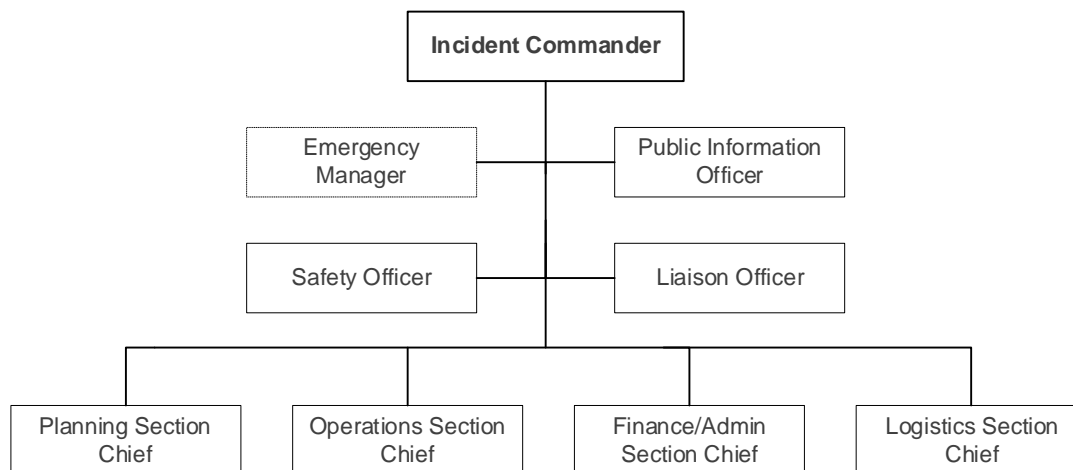 Incident Commander
Emergency
Manager
Public Information
Officer
Safety Officer
Liaison Officer
Planning Section
Chief
Operations Section
Chief
Finance/Admin
Section Chief
Logistics Section
Chief